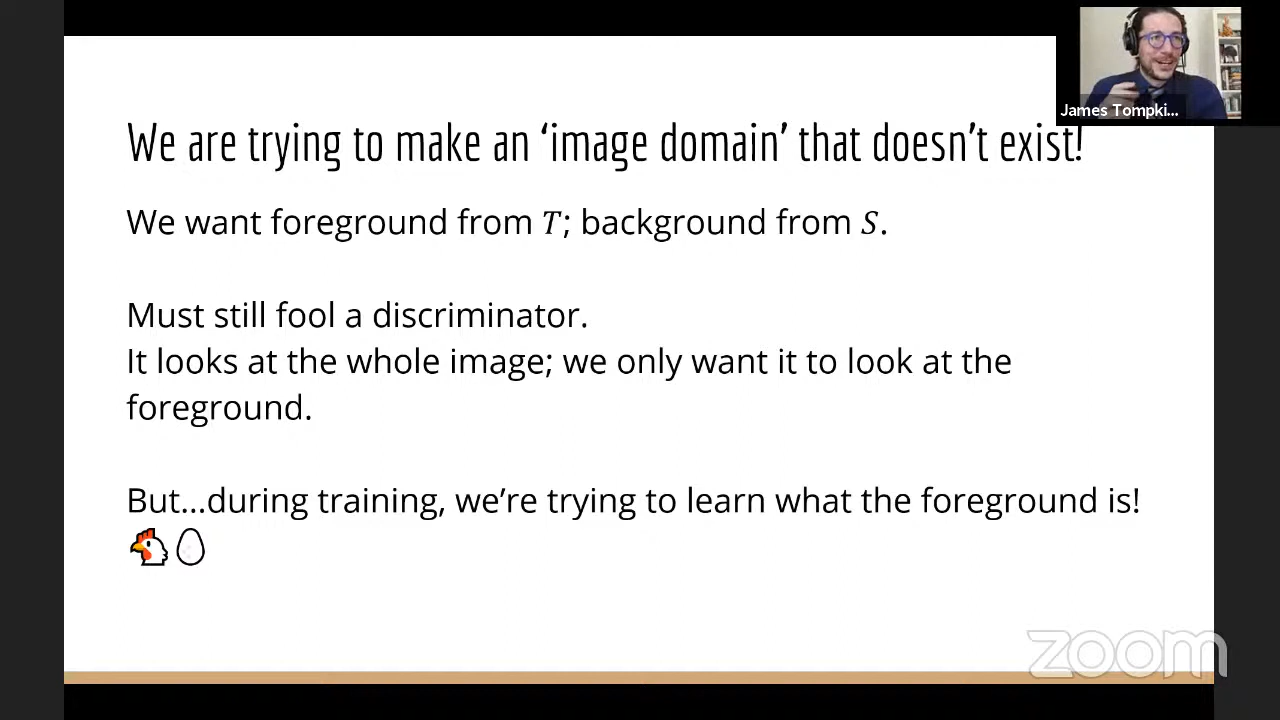 James Tompki...
We are trying to make an ‘image domain’ that doesn’t exist!
We want foreground from T; background from S.
Must still fool a discriminator.
It looks at the whole image; we only want it to look at the
foreground.
But...during training, we’re trying to learn what the foreground is!
zoom